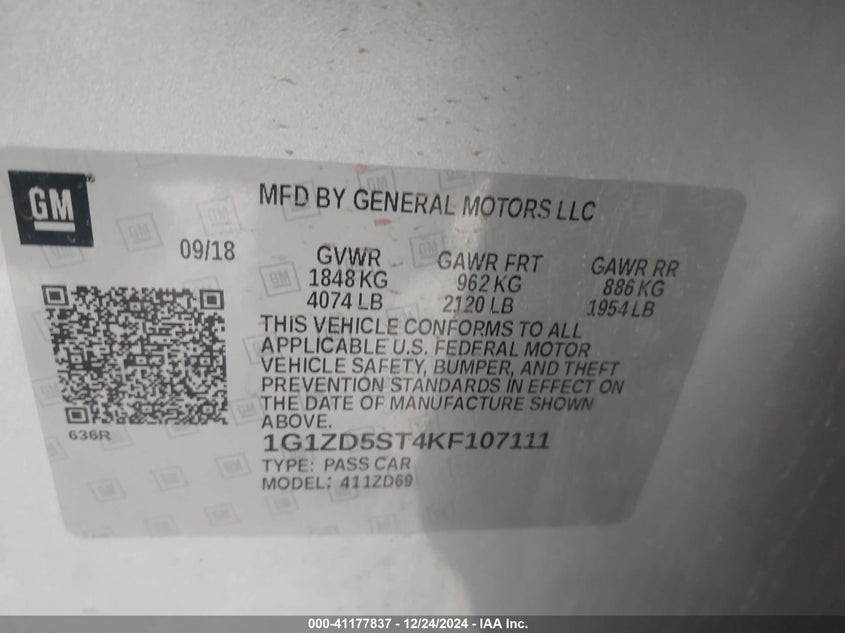 GM
MFD BY GENERAL MOTORS LLC
09/18
GVWR GAWR FRT GAWR RR
1848 KG 962 KG 886 KG
4074 LB 2120 LB 1954 LB
THIS VEHICLE CONFORMS TO ALL
APPLICABLE U.S. FEDERAL MOTOR
VEHICLE SAFETY, BUMPER, AND THEFT
PREVENTION STANDARDS IN EFFECT ON
THE DATE OF MANUFACTURE SHOWN
ABOVE.
636R
1G1ZD5ST4KF107111
TYPE: PASS CAR
MODEL: 411ZD69
000-41177837 - 12/24/2024 - IAA Inc.